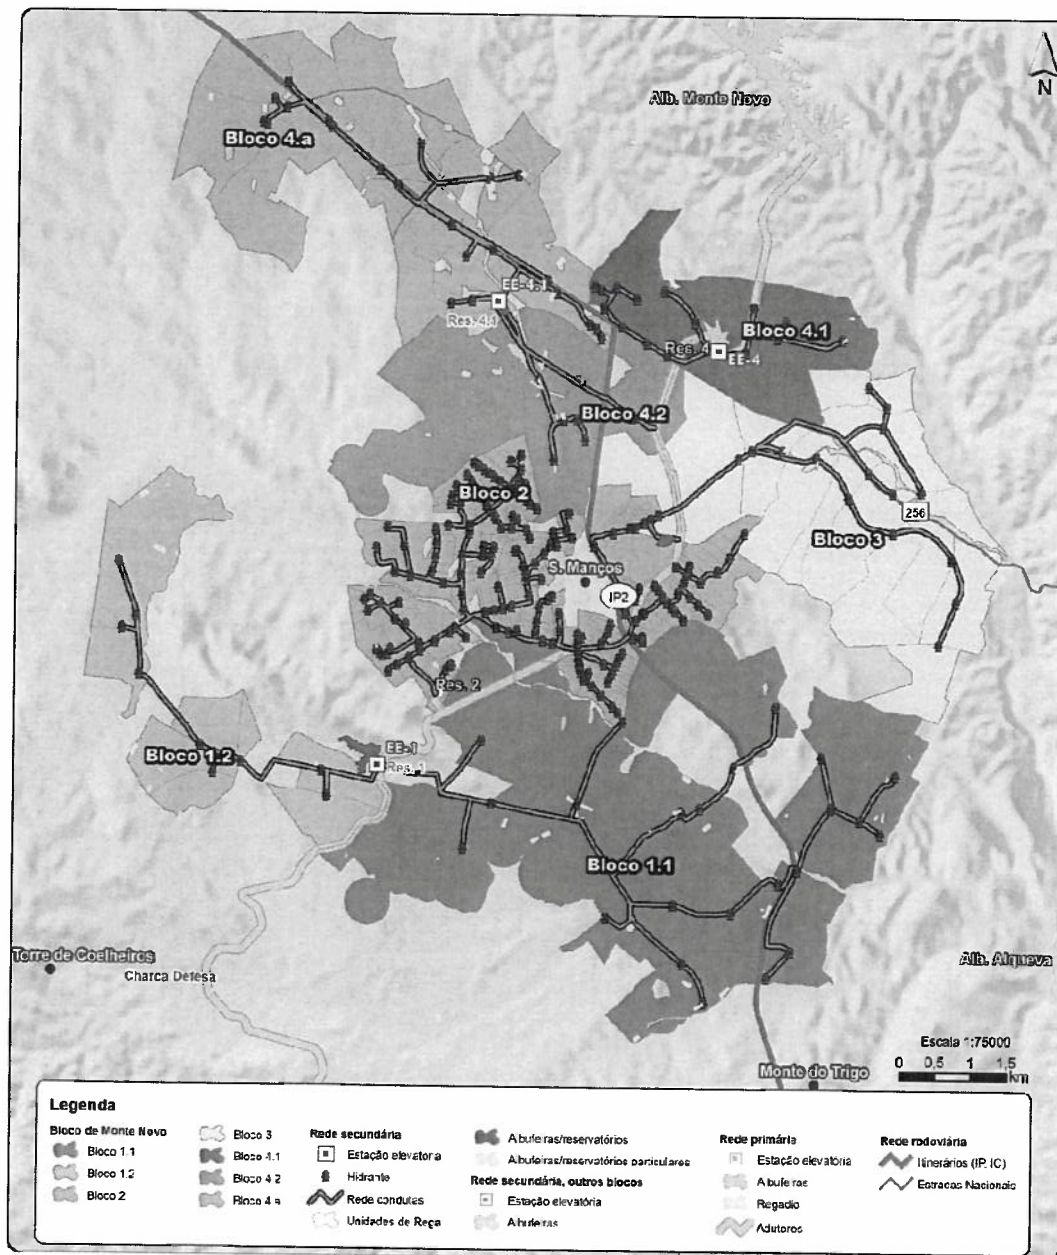 N
Alb. Monte Novo
Bloco 4.a
EE-4.1
Res. 4.1
Bloco 4.1
Res. 4
EE-4
Bloco 4.2
Bloco 2
256
Bloco 3
S. Manços
IP2
Res. 2
EE-1
Res. 1
Bloco 1.2
Bloco 1.1
Torre de Coelheiros
Charca Defesa
Alb. Alqueva
Escala 1:75000
0 0,5 1 1,5
km
Monte do Trigo
Legenda
Bloco de Monte Novo
Bloco 1.1
Bloco 1.2
Bloco 2
Bloco 3
Bloco 4.1
Bloco 4.2
Bloco 4.a
Rede secundária
Estação elevatoria
Hidrante
Rede condutas
Unidades de Rega
Albufeiras/reservatórios
Albufeiras/reservatórios particulares
Rede secundária, outros blocos
Estação elevatória
Albufeiras
Rede primária
Estação elevatória
Albufeiras
Regadio
Adutores
Rede rodoviária
Itinerários (IP, IC)
Estradas Nacionais